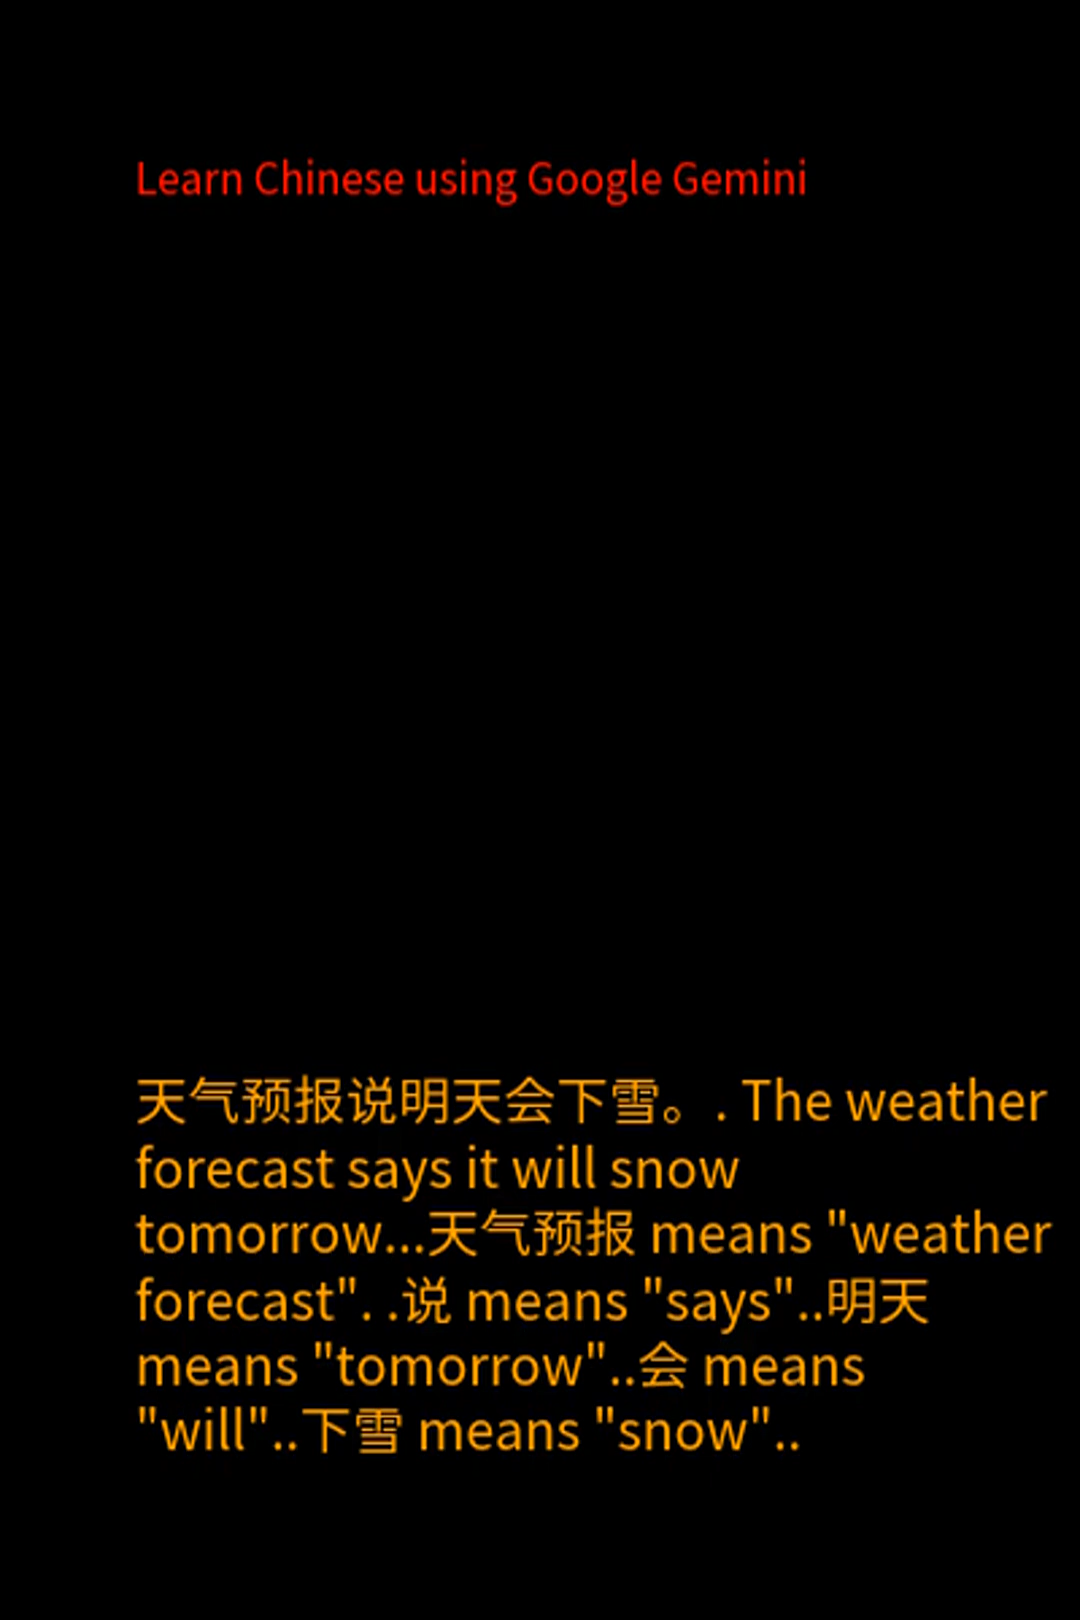 Learn Chinese using Google Gemini
天气预报说明天会下雪。. The weather
forecast says it will snow
tomorrow...天气预报 means "weather
forecast". .说 means "says"..明天
means "tomorrow"..会 means
"will"..下雪 means "snow"..